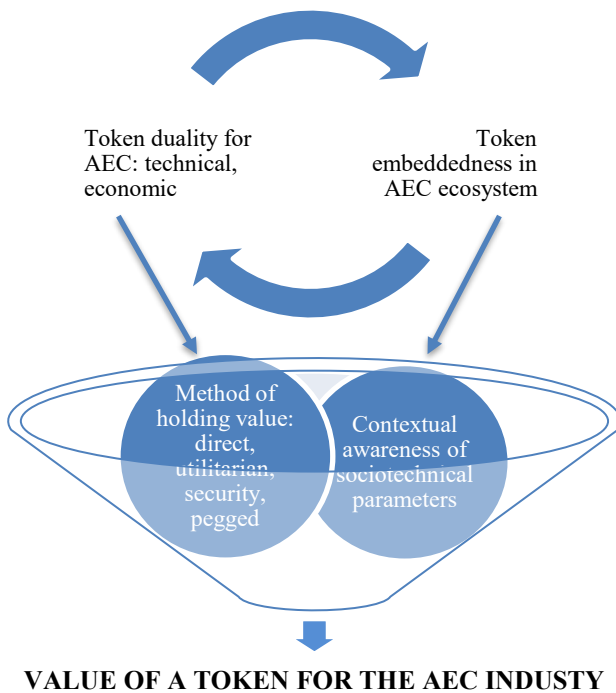 Token duality for
AEC: technical,
economic
Token
embeddedness in
AEC ecosystem
Method of
holding value:
direct,
utilitarian,
security,
pegged
Contextual
awareness of
sociotechnical
parameters
VALUE OF A TOKEN FOR THE AEC INDUSTY